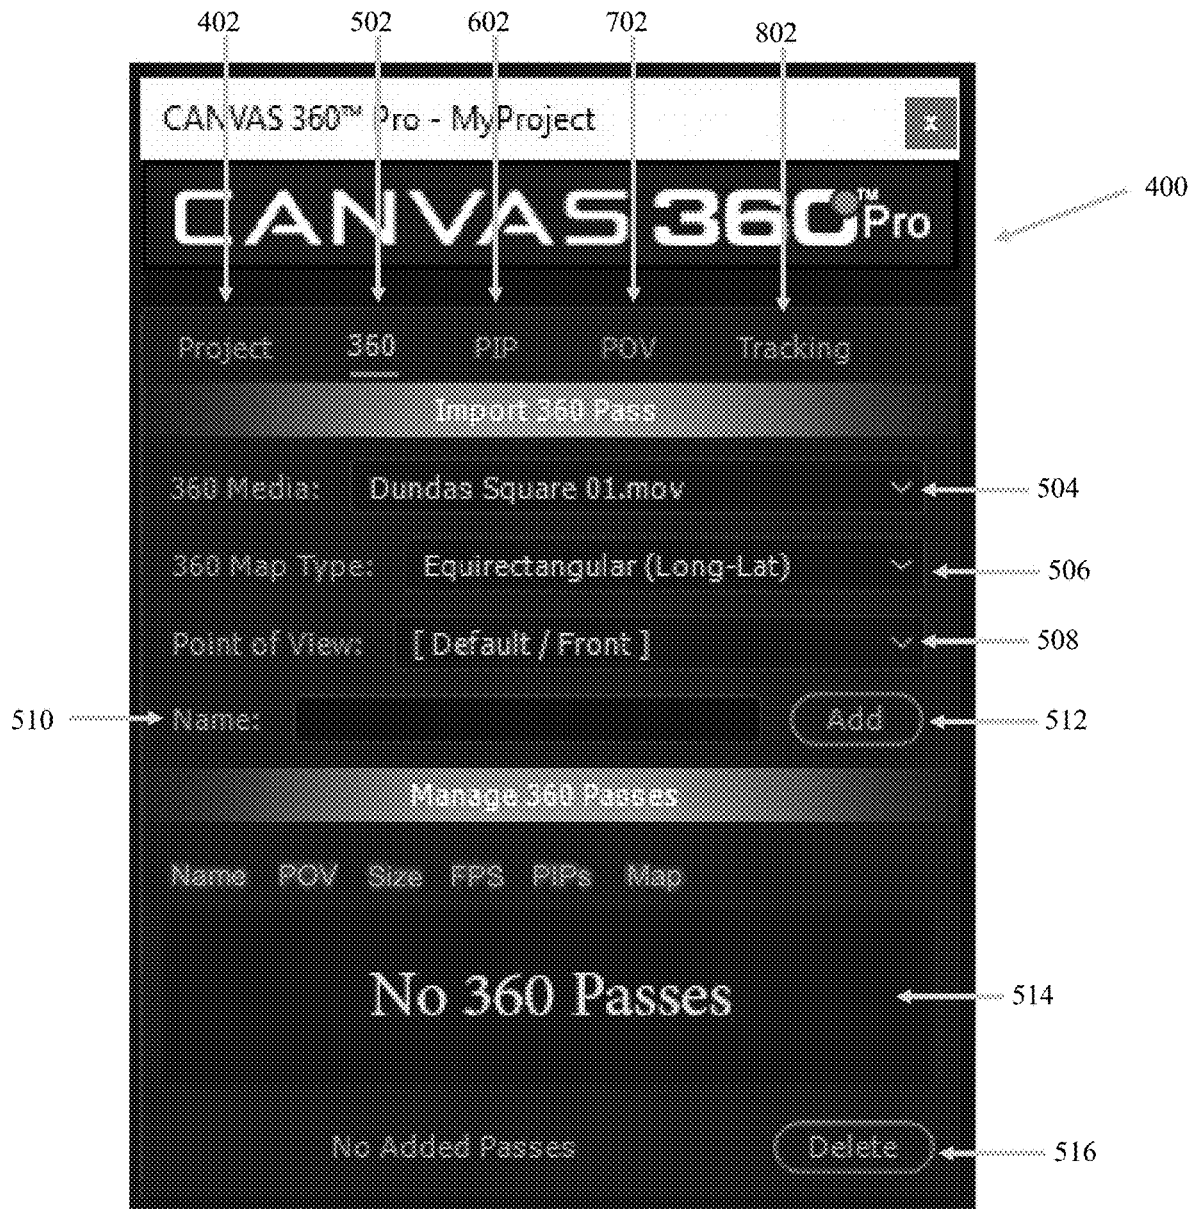 402 502 602 702 802
CANVAS 360™ Pro - MyProject x
400
CANVAS 360™ Pro
Project 360 PIP POV Tracking
Import 360 Pass
360 Media: Dundas Square 01.mov 504
360 Map Type: Equirectangular (Long-Lat) 506
Point of View: [ Default / Front ] 508
510 Name: Add 512
Manage 360 Passes
Name POV Size FPS PIPs Map
No 360 Passes 514
No Added Passes Delete 516